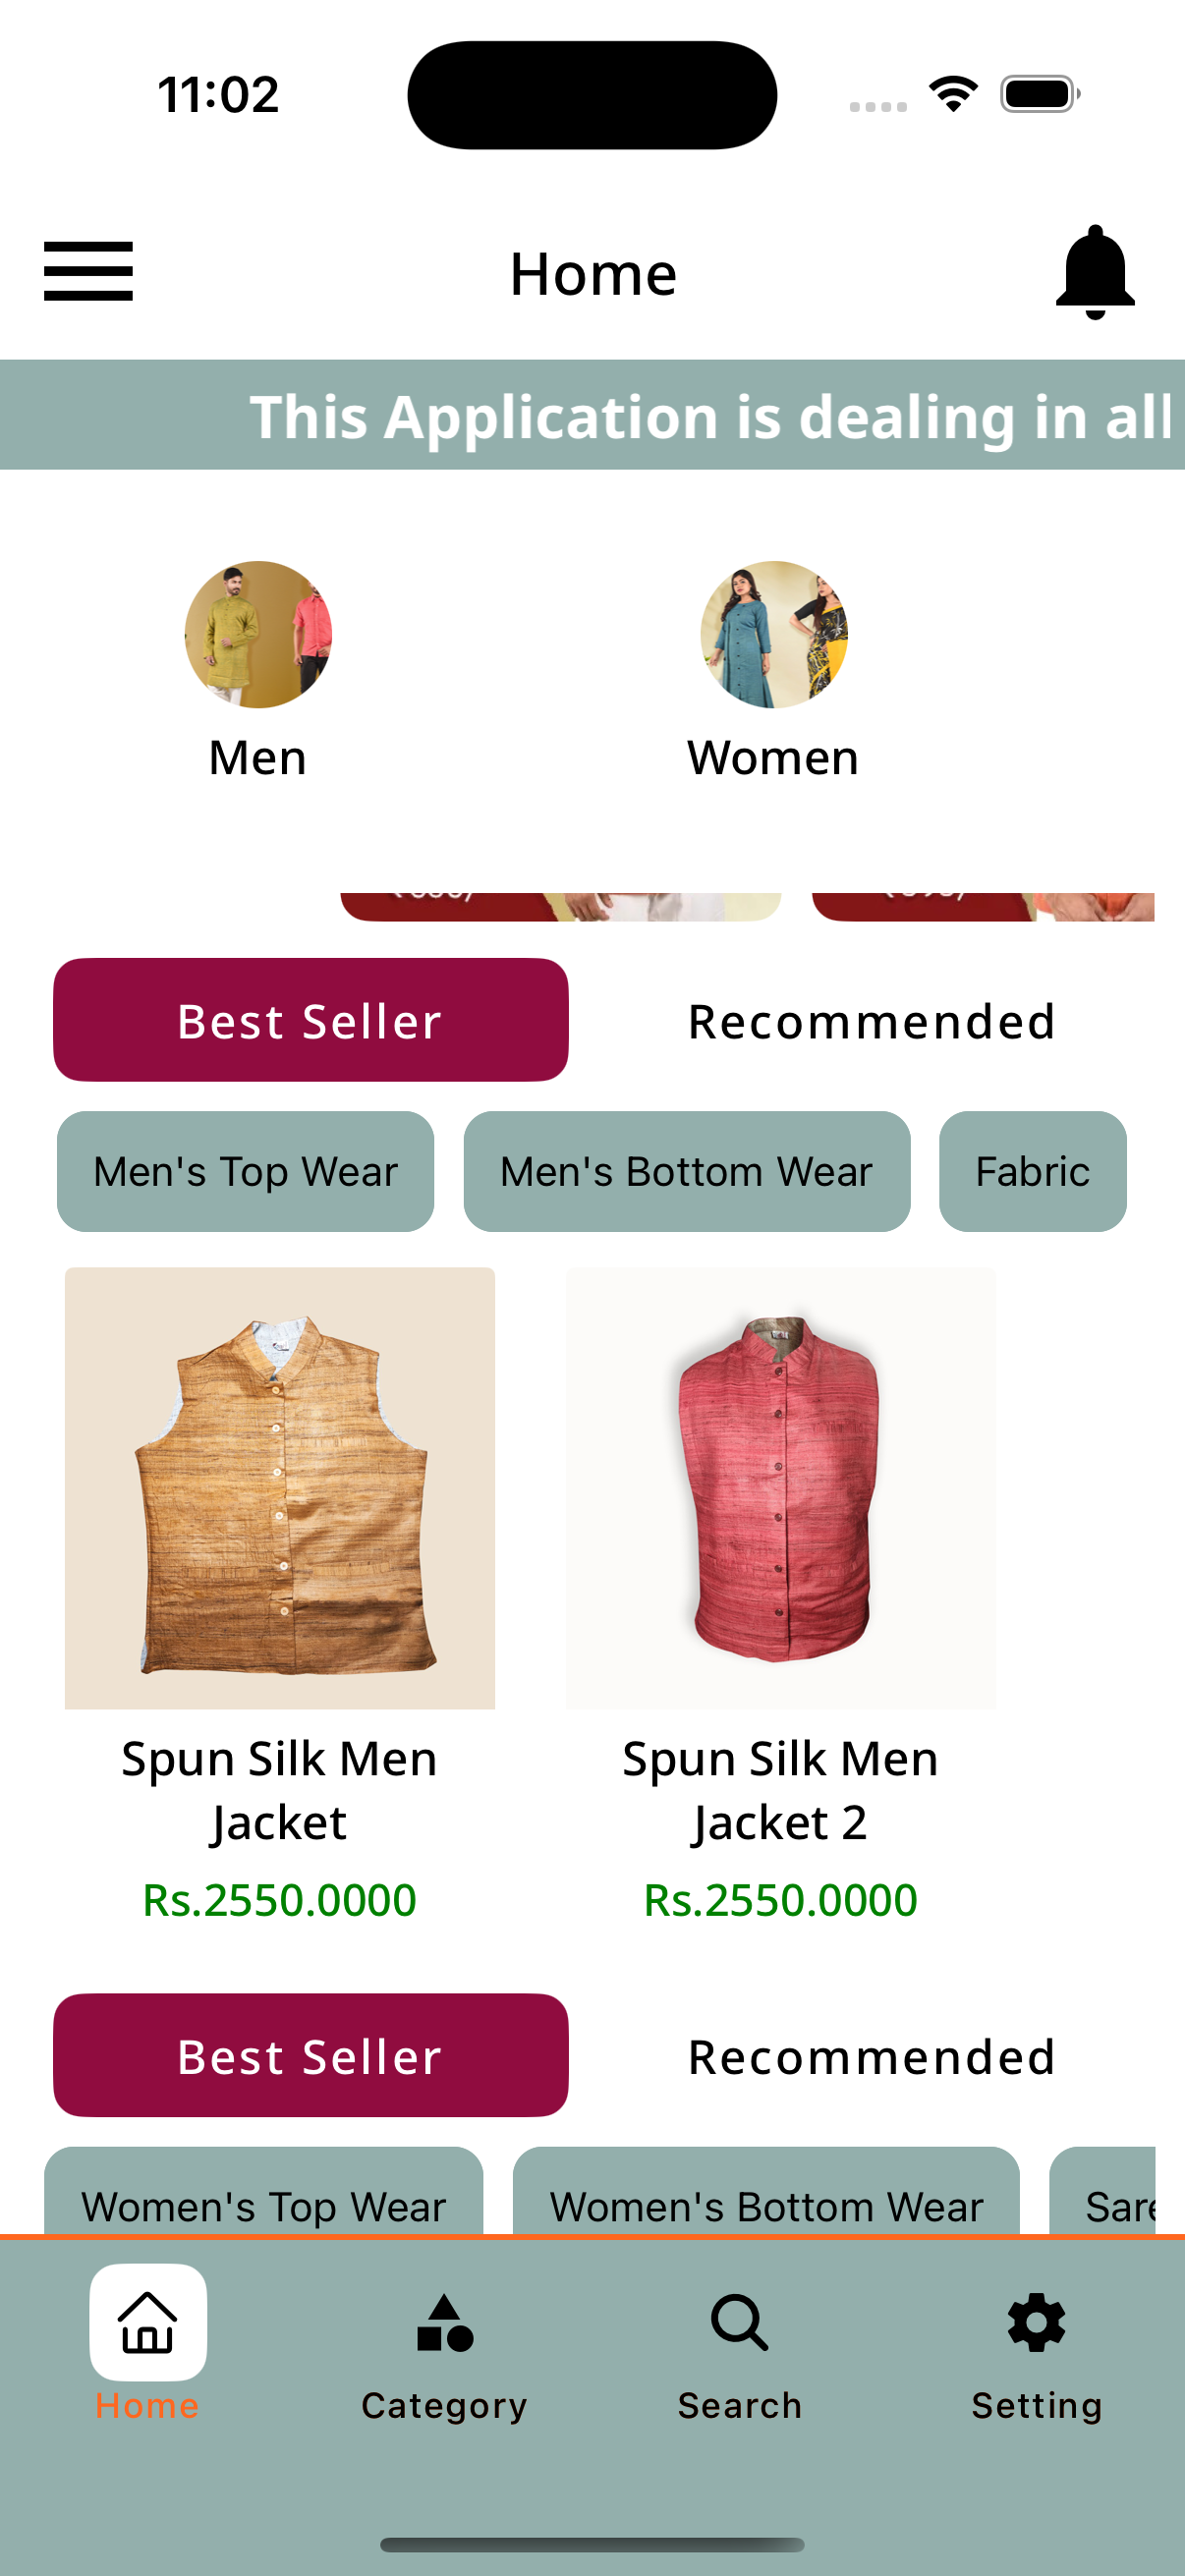 11:02
Home
This Application is dealing in all
Men
Women
Best Seller
Recommended
Men's Top Wear
Men's Bottom Wear
Fabric
Spun Silk Men
Jacket
Rs.2550.0000
Spun Silk Men
Jacket 2
Rs.2550.0000
Best Seller
Recommended
Women's Top Wear
Women's Bottom Wear
Home
Category
Search
Setting